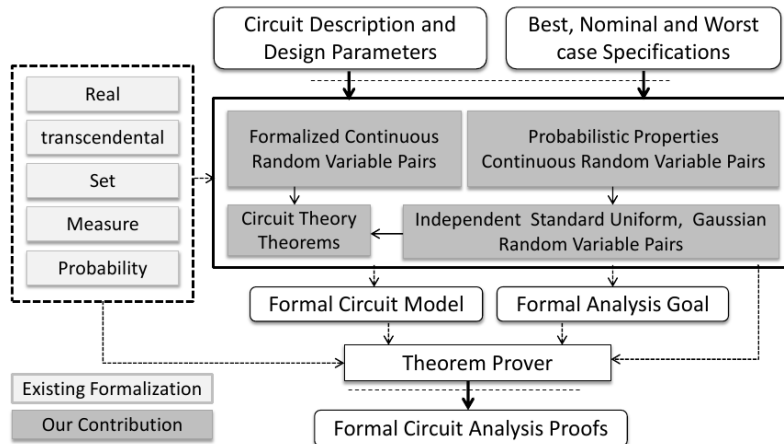 Circuit Description and
Design Parameters
Best, Nominal and Worst
case Specifications
Real
transcendental
Set
Measure
Probability
Formalized Continuous
Random Variable Pairs
Probabilistic Properties
Continuous Random Variable Pairs
Circuit Theory
Theorems
Independent Standard Uniform, Gaussian
Random Variable Pairs
Formal Circuit Model
Formal Analysis Goal
Theorem Prover
Existing Formalization
Our Contribution
Formal Circuit Analysis Proofs